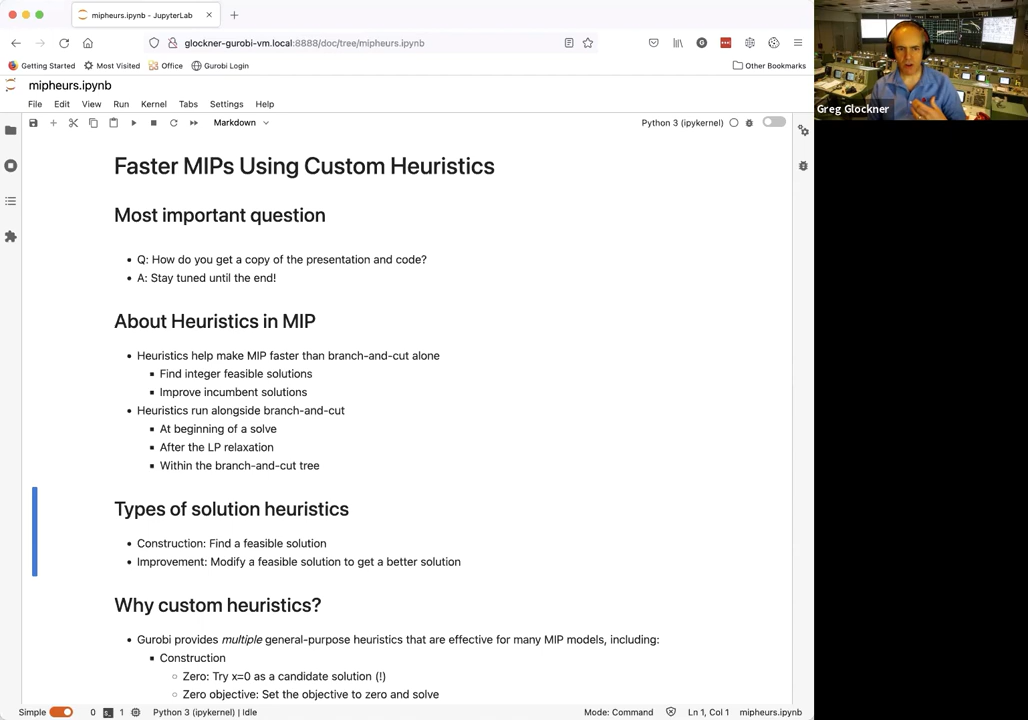 mipheurs.ipynb - JupyterLab
glockner-gurobi-vm.local:8888/doc/tree/mipheurs.ipynb
Getting Started Most Visited Office Gurobi Login Other Bookmarks
mipheurs.ipynb
File Edit View Run Kernel Tabs Settings Help
Markdown Python 3 (ipykernel)
Faster MIPs Using Custom Heuristics
Most important question
• Q: How do you get a copy of the presentation and code?
• A: Stay tuned until the end!
About Heuristics in MIP
• Heuristics help make MIP faster than branch-and-cut alone
▪ Find integer feasible solutions
▪ Improve incumbent solutions
• Heuristics run alongside branch-and-cut
▪ At beginning of a solve
▪ After the LP relaxation
▪ Within the branch-and-cut tree
Types of solution heuristics
• Construction: Find a feasible solution
• Improvement: Modify a feasible solution to get a better solution
Why custom heuristics?
• Gurobi provides multiple general-purpose heuristics that are effective for many MIP models, including:
▪ Construction
◦ Zero: Try x=0 as a candidate solution (!)
◦ Zero objective: Set the objective to zero and solve
Simple 0 1 Python 3 (ipykernel) | Idle Mode: Command Ln 1, Col 1 mipheurs.ipynb
Greg Glockner